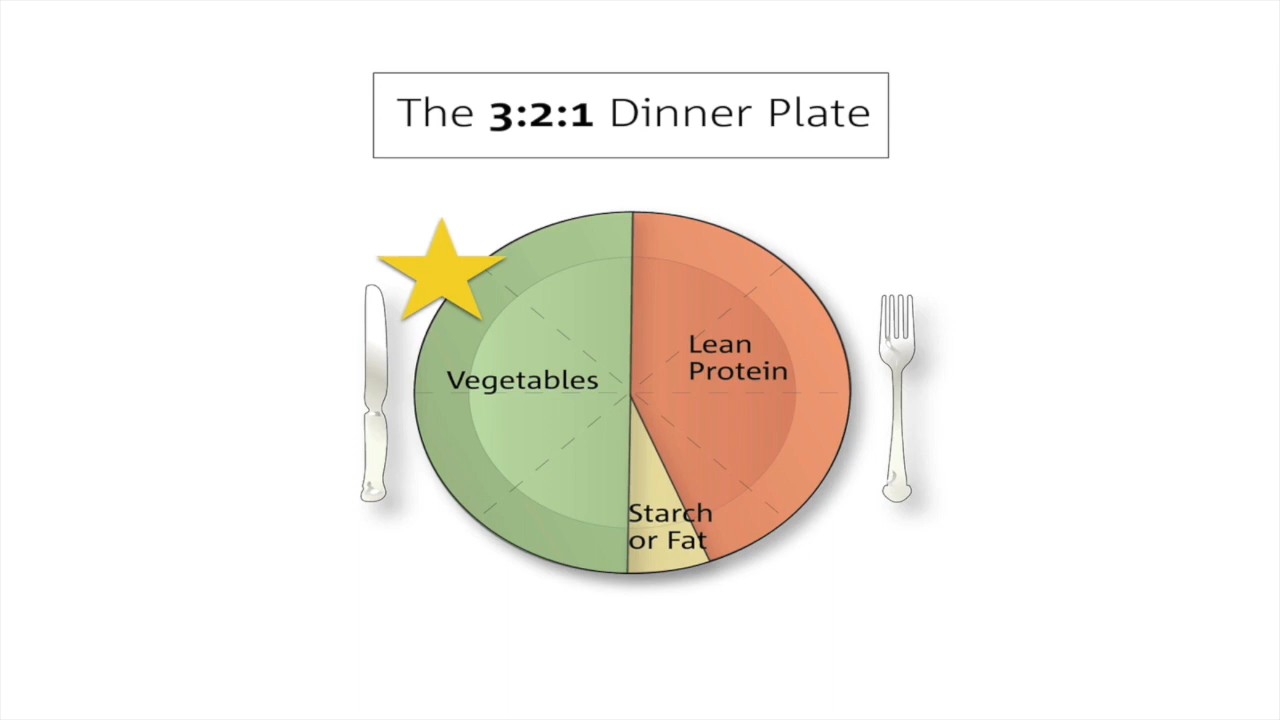 The 3:2:1 Dinner Plate
Vegetables
Lean
Protein
Starch
or Fat